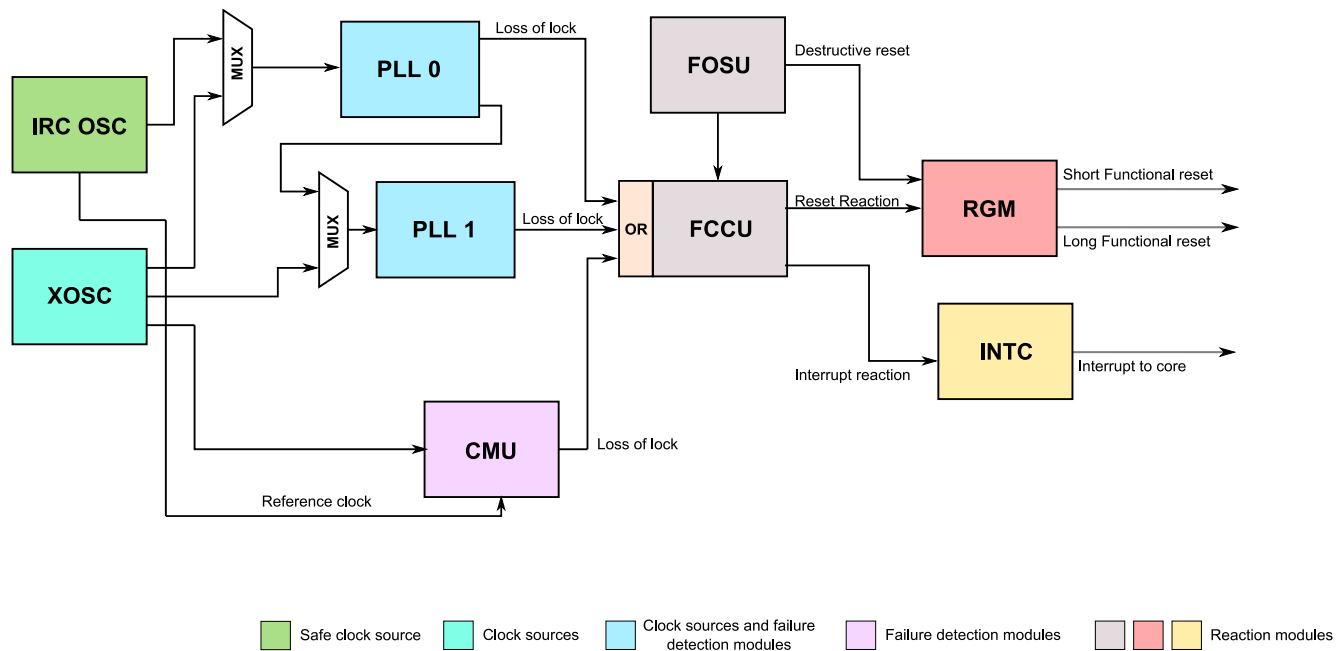 Loss of lock
MUX
PLL 0
FOSU
Destructive reset
IRC OSC
MUX
PLL 1
Loss of lock
OR
FCCU
Reset Reaction
RGM
Short Functional reset
Long Functional reset
XOSC
INTC
Interrupt reaction
Interrupt to core
CMU
Loss of lock
Reference clock
Safe clock source
Clock sources
Clock sources and failure
detection modules
Failure detection modules
Reaction modules